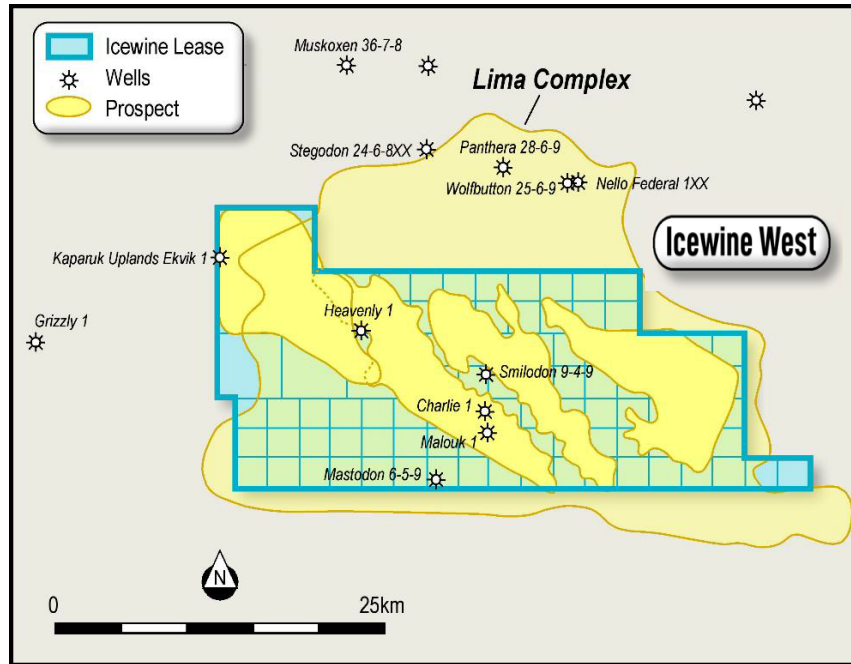 Icewine Lease
Wells
Prospect
Muskoxen 36-7-8
Lima Complex
Stegodon 24-6-8XX
Panthera 28-6-9
Wolfbutton 25-6-9
Nello Federal 1XX
Icewine West
Kaparuk Uplands Ekvik 1
Heavenly 1
Grizzly 1
Smilodon 9-4-9
Charlie 1
Malouk 1
Mastodon 6-5-9
N
0 25km